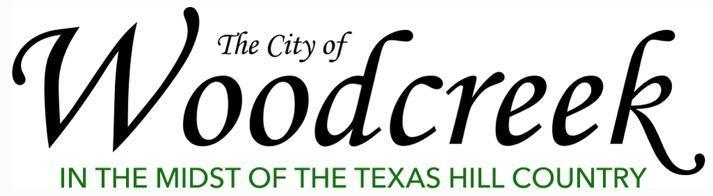 The City of
Woodcreek
IN THE MIDST OF THE TEXAS HILL COUNTRY